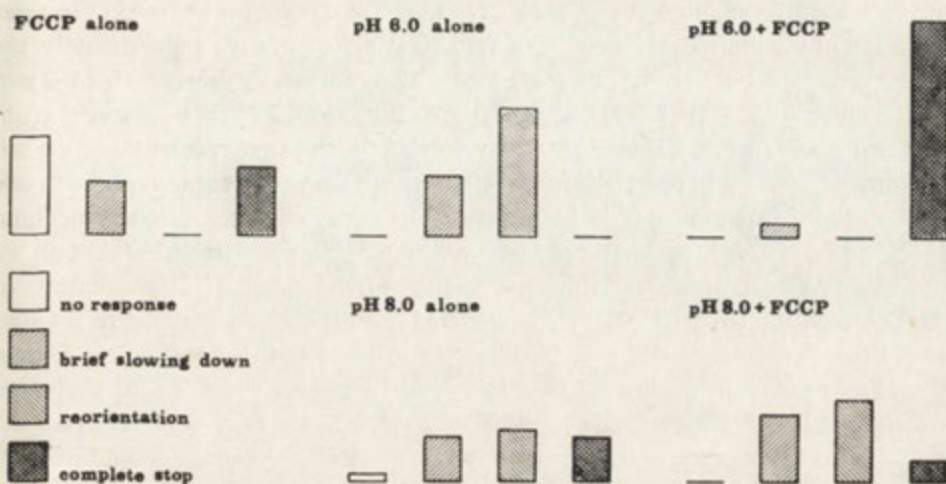 FCCP alone
pH 6.0 alone
pH 6.0 + FCCP
no response
brief slowing down
reorientation
complete stop
pH 8.0 alone
pH 8.0 + FCCP